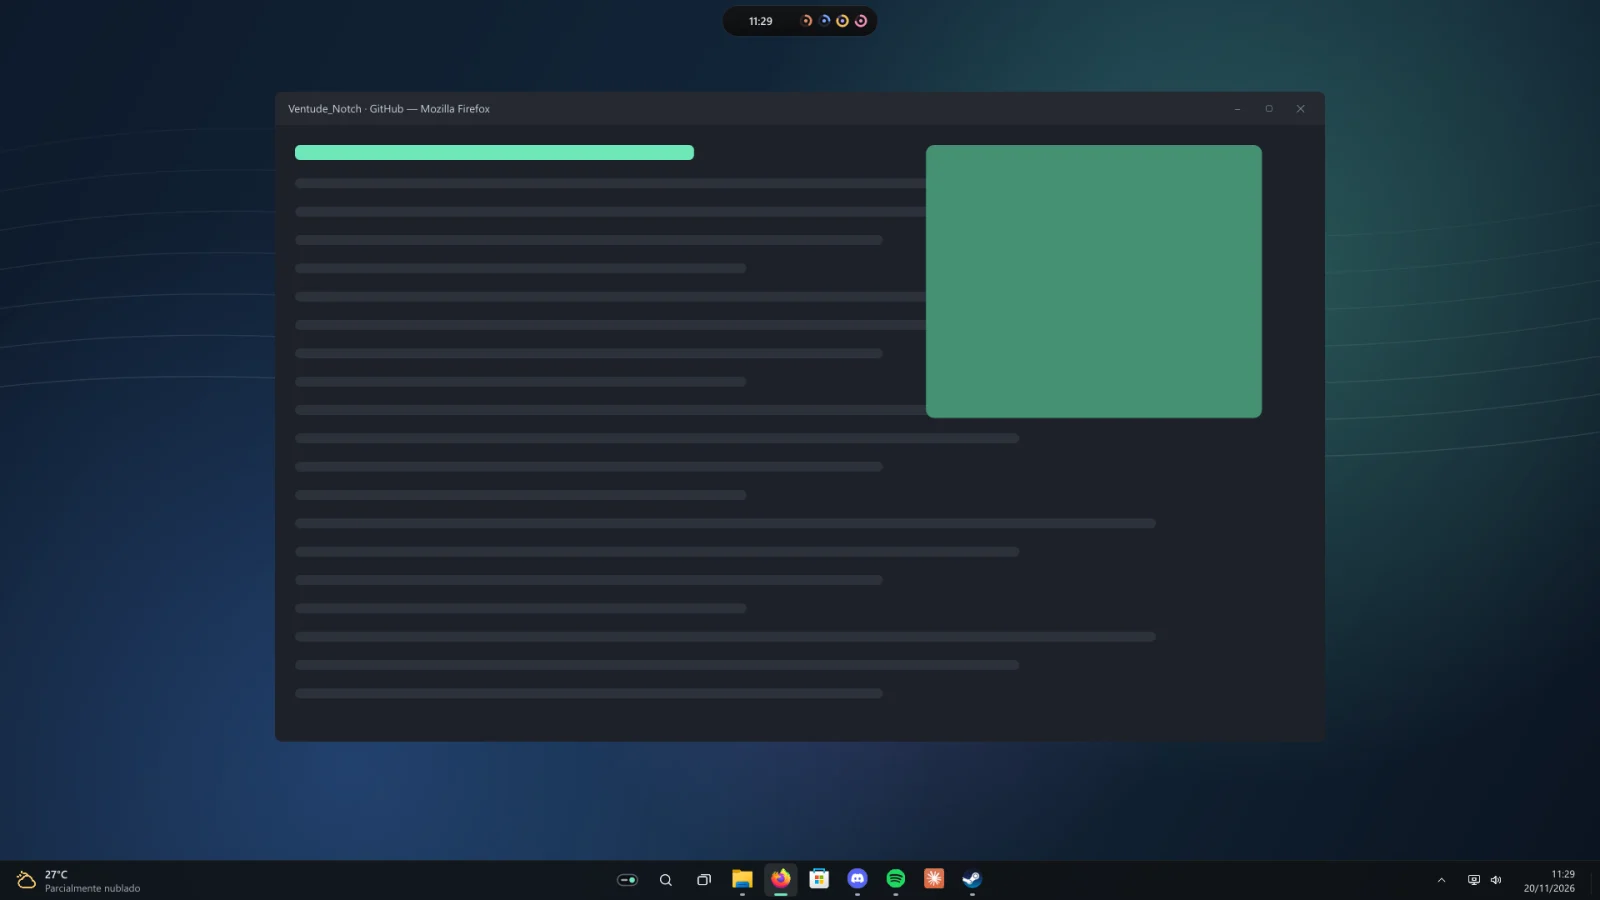 11:29
Ventude_Notch · GitHub — Mozilla Firefox
27°C
Parcialmente nublado
11:29
20/11/2026